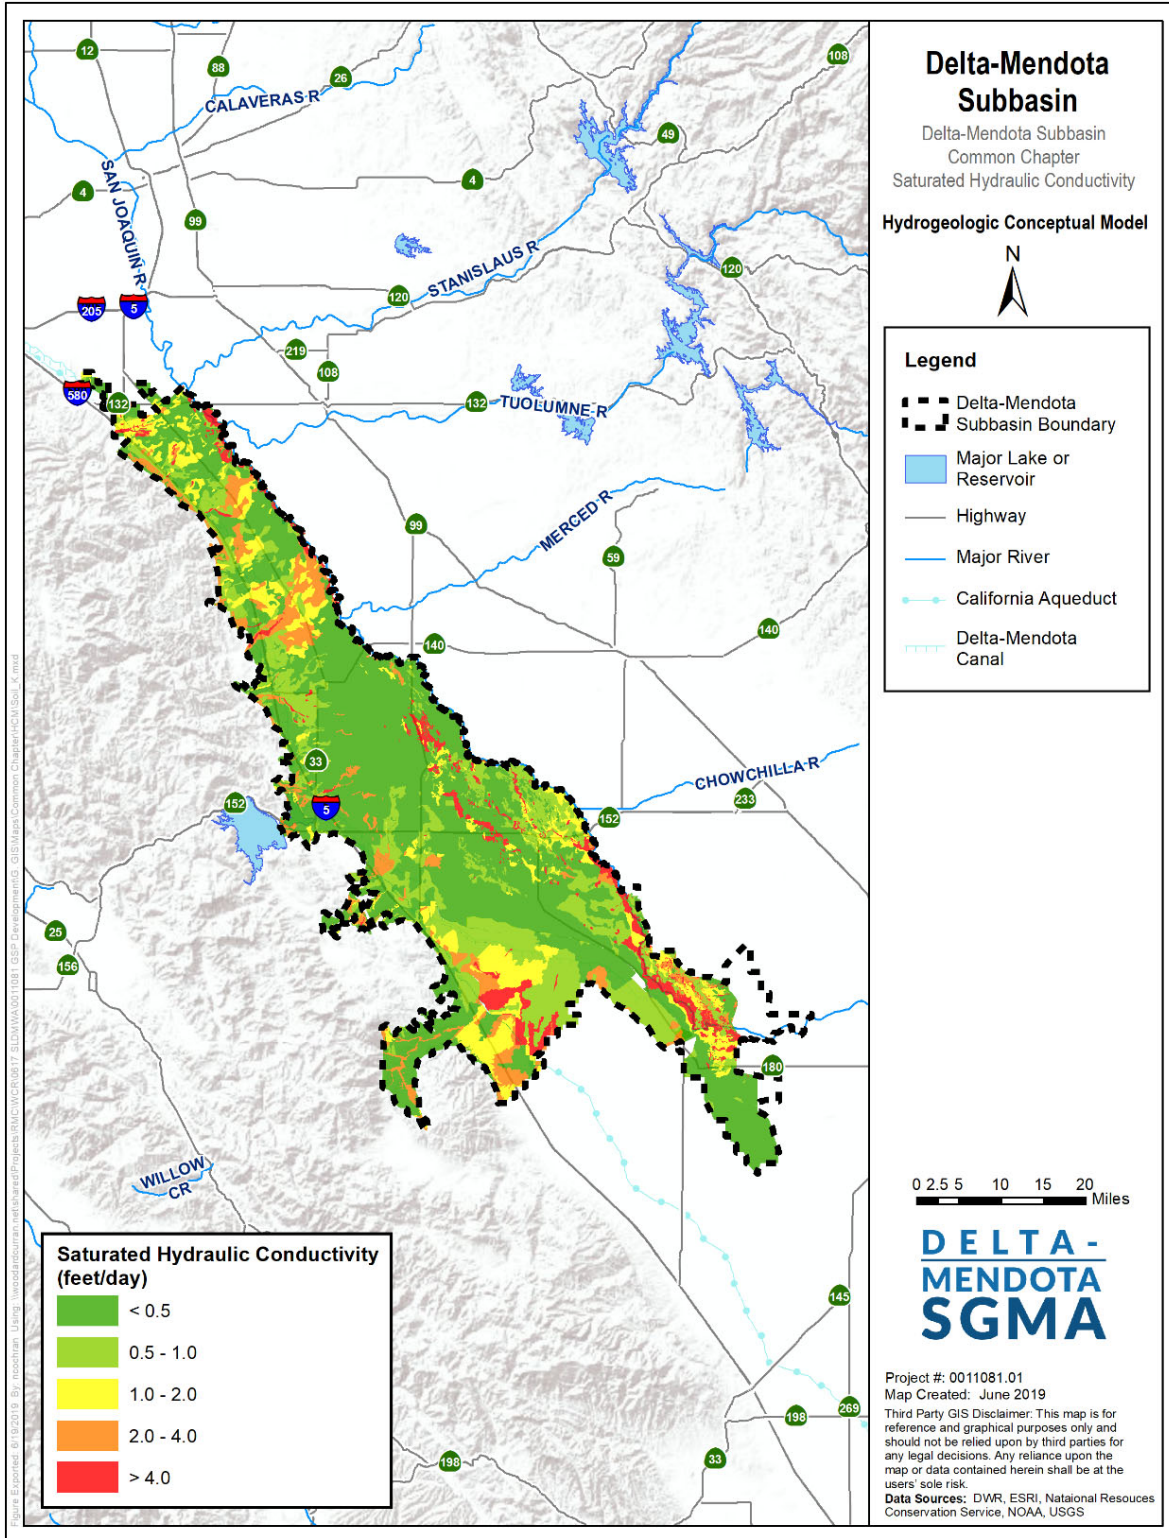 Delta-Mendota
Subbasin
Delta-Mendota Subbasin
Common Chapter
Saturated Hydraulic Conductivity
Hydrogeologic Conceptual Model
N
Legend
Delta-Mendota
Subbasin Boundary
Major Lake or
Reservoir
Highway
Major River
California Aqueduct
Delta-Mendota
Canal
0 2.5 5 10 15 20
Miles
DELTA-
MENDOTA
SGMA
Project #: 0011081.01
Map Created: June 2019
Third Party GIS Disclaimer: This map is for
reference and graphical purposes only and
should not be relied upon by third parties for
any legal decisions. Any reliance upon the
map or data contained herein shall be at the
users' sole risk.
Data Sources: DWR, ESRI, Nataional Resouces
Conservation Service, NOAA, USGS
12
88
26
108
CALAVERAS R
49
4
4
SAN JOAQUIN R
99
STANISLAUS R
120
120
205
5
219
108
580
132
132
TUOLUMNE R
MERCED R
99
59
140
140
33
CHOWCHILLA R
233
152
5
152
25
156
180
WILLOW
CR
145
198
269
33
198
Saturated Hydraulic Conductivity
(feet/day)
< 0.5
0.5 - 1.0
1.0 - 2.0
2.0 - 4.0
> 4.0